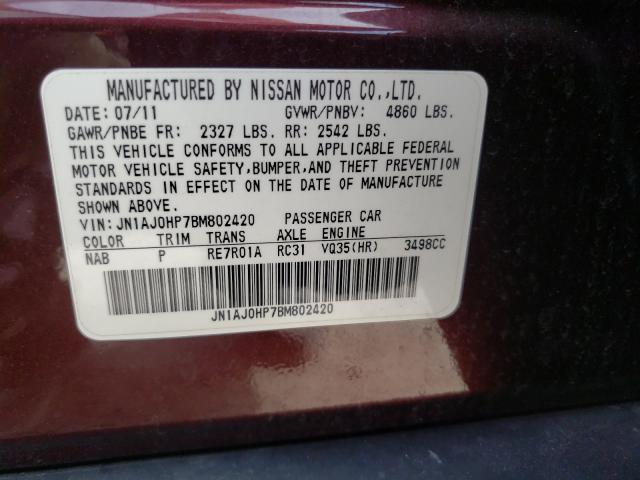 MANUFACTURED BY NISSAN MOTOR CO.,LTD.
DATE: 07/11 GVWR/PNBV: 4860 LBS.
GAWR/PNBE FR: 2327 LBS. RR: 2542 LBS.
THIS VEHICLE CONFORMS TO ALL APPLICABLE FEDERAL
MOTOR VEHICLE SAFETY,BUMPER,AND THEFT PREVENTION
STANDARDS IN EFFECT ON THE DATE OF MANUFACTURE
SHOWN ABOVE.
VIN:JN1AJ0HP7BM802420 PASSENGER CAR
COLOR TRIM TRANS AXLE ENGINE
NAB P RE7R01A RC31 VQ35(HR) 3498CC
JN1AJ0HP7BM802420